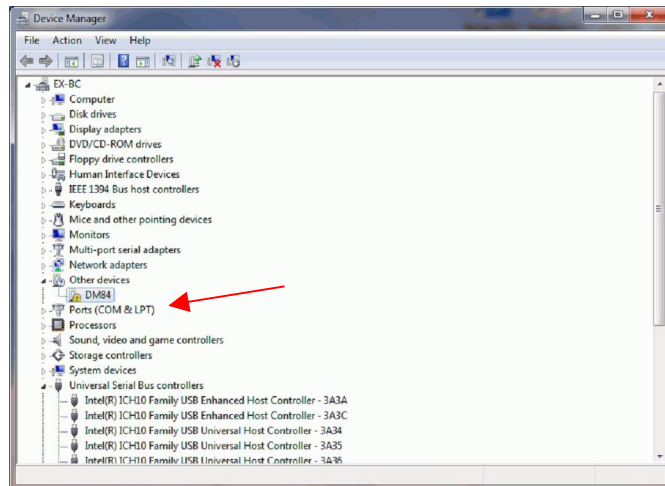 Device Manager
File Action View Help
EX-BC
Computer
Disk drives
Display adapters
DVD/CD-ROM drives
Floppy drive controllers
Human Interface Devices
IEEE 1394 Bus host controllers
Keyboards
Mice and other pointing devices
Monitors
Multi-port serial adapters
Network adapters
Other devices
DM84
Ports (COM & LPT)
Processors
Sound, video and game controllers
Storage controllers
System devices
Universal Serial Bus controllers
Intel(R) ICH10 Family USB Enhanced Host Controller - 3A3A
Intel(R) ICH10 Family USB Enhanced Host Controller - 3A3C
Intel(R) ICH10 Family USB Universal Host Controller - 3A34
Intel(R) ICH10 Family USB Universal Host Controller - 3A35
Intel(R) ICH10 Family USB Universal Host Controller - 3A36